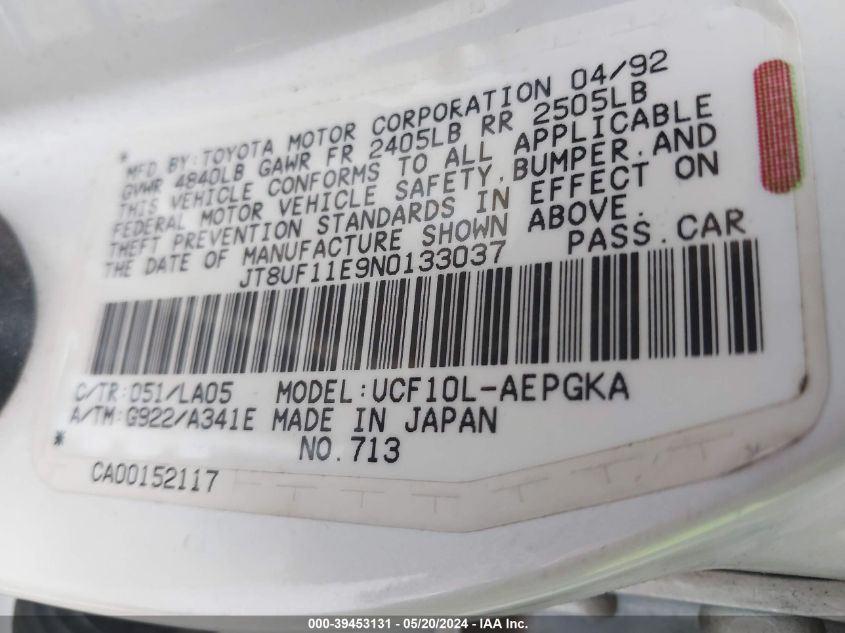 * MFD BY: TOYOTA MOTOR CORPORATION 04/92
GVWR 4840LB GAWR FR 2405LB RR 2505LB
THIS VEHICLE CONFORMS TO ALL APPLICABLE
FEDERAL MOTOR VEHICLE SAFETY, BUMPER, AND
THEFT PREVENTION STANDARDS IN EFFECT ON
THE DATE OF MANUFACTURE SHOWN ABOVE.
JT8UF11E9N0133037 PASS. CAR
C/TR: 051/LA05 MODEL: UCF10L-AEPGKA
A/TM: G922/A341E MADE IN JAPAN
* NO. 713
CA00152117
000-39453131 - 05/20/2024 - IAA Inc.